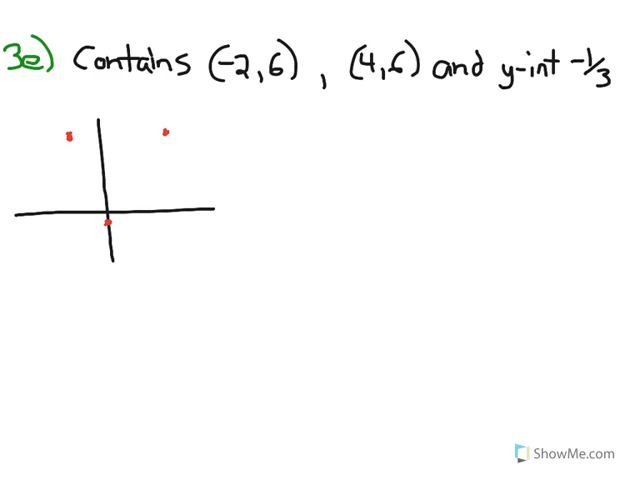 3e) Contains (-2,6) , (4,6) and y-int -1/3
ShowMe.com